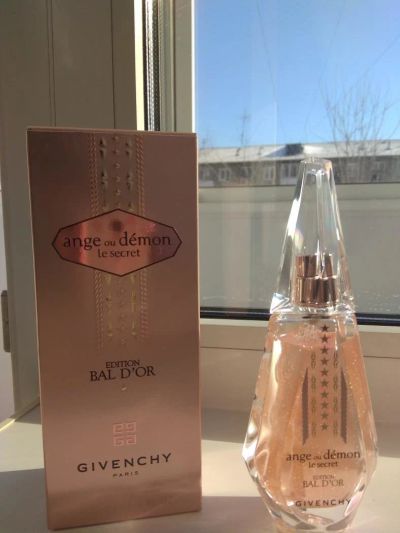 ange ou démon
le secret
EDITION
BAL D'OR
GIVENCHY
PARIS
ange ou démon
le secret
EDITION
BAL D'OR
GIVENCHY